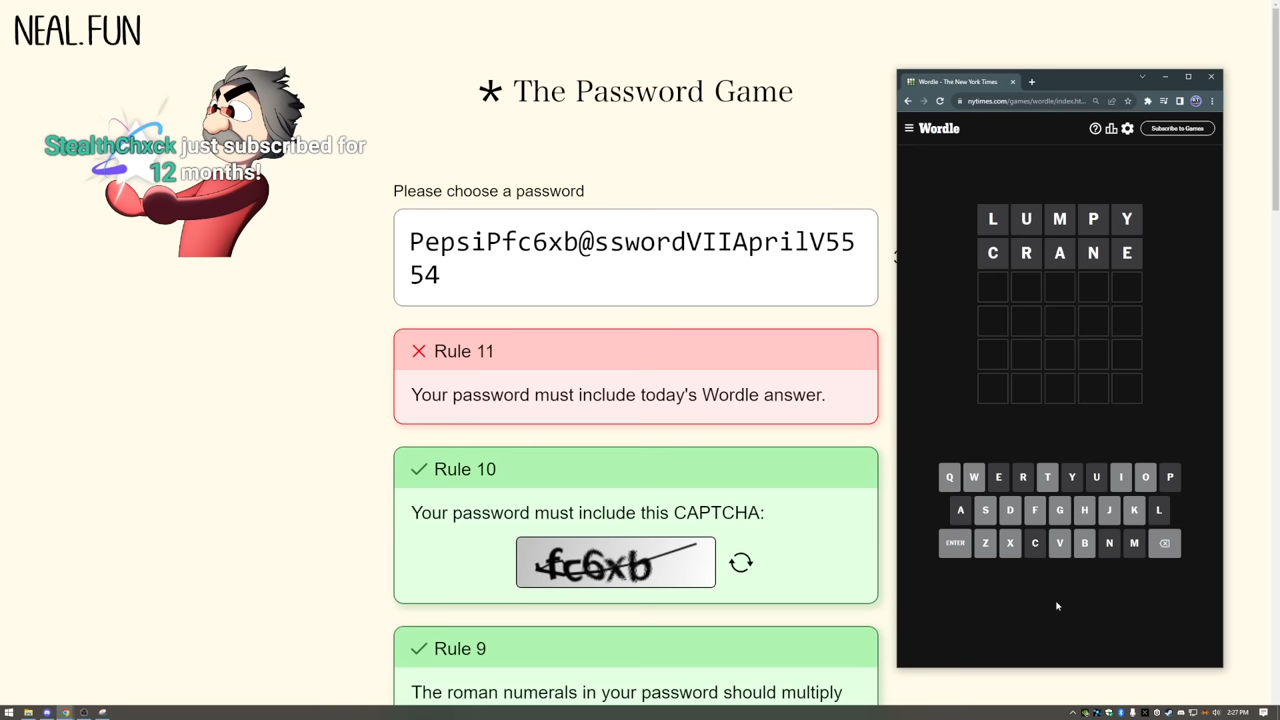 NEAL.FUN
* The Password Game
StealthChxck just subscribed for
12 months!
Please choose a password
PepsiPfc6xb@sswordVIIAprilV55
54
Rule 11
Your password must include today's Wordle answer.
Rule 10
Your password must include this CAPTCHA:
fc6xb
Rule 9
The roman numerals in your password should multiply
Wordle - The New York Times
nytimes.com/games/wordle/index.ht...
Wordle
Subscribe to Games
L U M P Y
C R A N E
Q W E R T Y U I O P
A S D F G H J K L
ENTER Z X C V B N M
2:27 PM